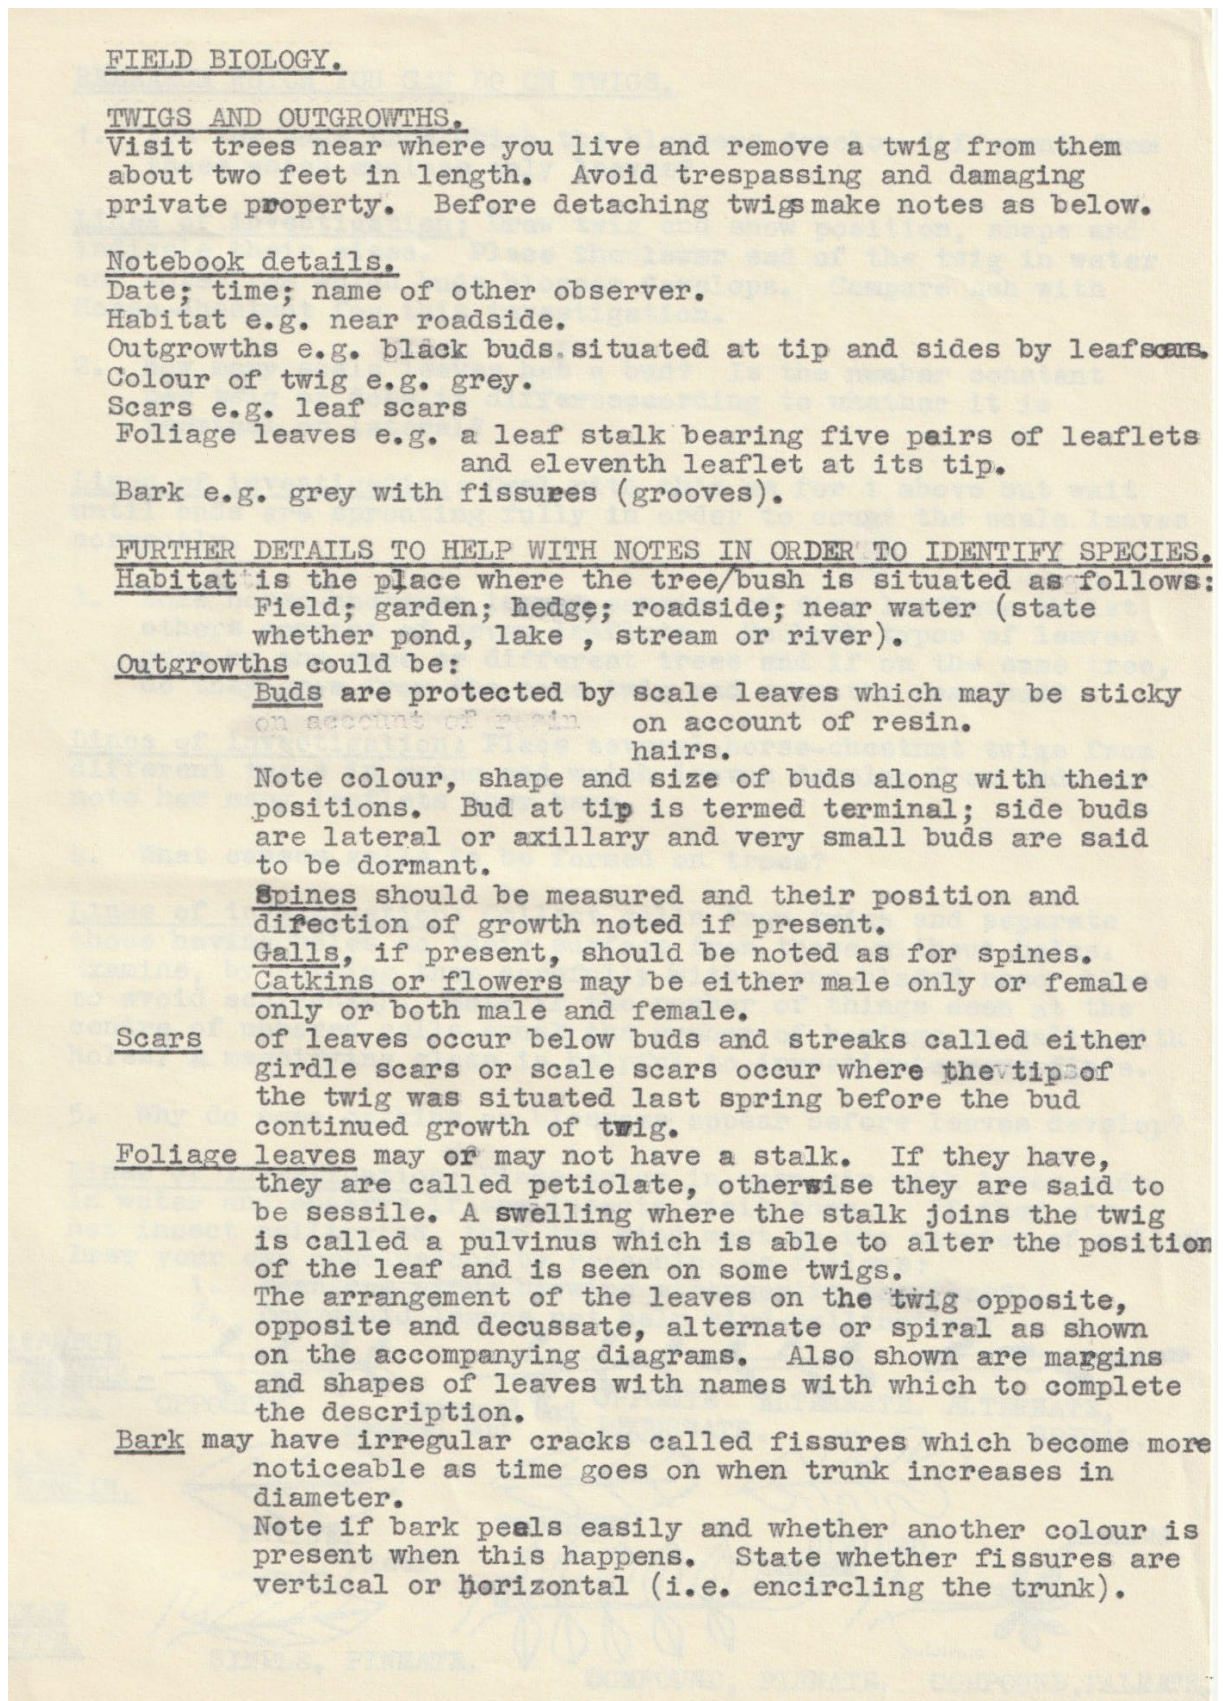 FIELD BIOLOGY.
TWIGS AND OUTGROWTHS.
Visit trees near where you live and remove a twig from them
about two feet in length. Avoid trespassing and damaging
private property. Before detaching twigs make notes as below.
Notebook details.
Date; time; name of other observer.
Habitat e.g. near roadside.
Outgrowths e.g. black buds situated at tip and sides by leafscars.
Colour of twig e.g. grey.
Scars e.g. leaf scars
Foliage leaves e.g. a leaf stalk bearing five pairs of leaflets
and eleventh leaflet at its tip.
Bark e.g. grey with fissures (grooves).
FURTHER DETAILS TO HELP WITH NOTES IN ORDER TO IDENTIFY SPECIES.
Habitat is the place where the tree/bush is situated as follows:
Field; garden; hedge; roadside; near water (state
whether pond, lake , stream or river).
Outgrowths could be:
Buds are protected by scale leaves which may be sticky
on account of resin on account of resin.
hairs.
Note colour, shape and size of buds along with their
positions. Bud at tip is termed terminal; side buds
are lateral or axillary and very small buds are said
to be dormant.
Spines should be measured and their position and
direction of growth noted if present.
Galls, if present, should be noted as for spines.
Catkins or flowers may be either male only or female
only or both male and female.
Scars of leaves occur below buds and streaks called either
girdle scars or scale scars occur where the tip of
the twig was situated last spring before the bud
continued growth of twig.
Foliage leaves may or may not have a stalk. If they have,
they are called petiolate, otherwise they are said to
be sessile. A swelling where the stalk joins the twig
is called a pulvinus which is able to alter the position
of the leaf and is seen on some twigs.
The arrangement of the leaves on the twig opposite,
opposite and decussate, alternate or spiral as shown
on the accompanying diagrams. Also shown are margins
and shapes of leaves with names with which to complete
the description.
Bark may have irregular cracks called fissures which become more
noticeable as time goes on when trunk increases in
diameter.
Note if bark peels easily and whether another colour is
present when this happens. State whether fissures are
vertical or horizontal (i.e. encircling the trunk).